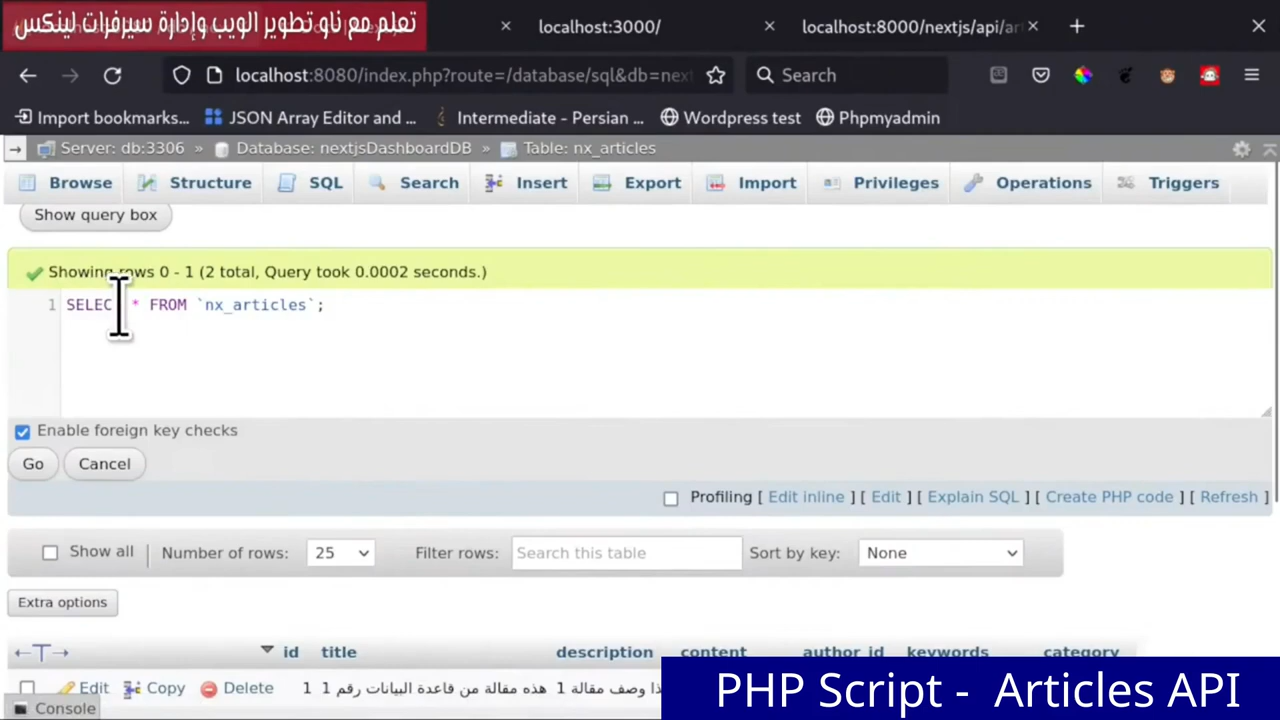 تعلم مع ناو تطوير الويب وإدارة سيرفرات لينكس
localhost:3000/
localhost:8000/nextjs/api/ar
localhost:8080/index.php?route=/database/sql&db=next
Search
Import bookmarks...
JSON Array Editor and ...
Intermediate - Persian ...
Wordpress test
Phpmyadmin
Server: db:3306 » Database: nextjsDashboardDB » Table: nx_articles
Browse
Structure
SQL
Search
Insert
Export
Import
Privileges
Operations
Triggers
Show query box
Showing rows 0 - 1 (2 total, Query took 0.0002 seconds.)
1 SELECT * FROM `nx_articles`;
Enable foreign key checks
Go
Cancel
Profiling [ Edit inline ] [ Edit ] [ Explain SQL ] [ Create PHP code ] [ Refresh ]
Show all
Number of rows: 25
Filter rows: Search this table
Sort by key: None
Extra options
id title description content author_id keywords category
Edit Copy Delete 1 هذه مقالة من قاعدة البيانات رقم 1 وصف مقالة 1
Console
PHP Script - Articles API